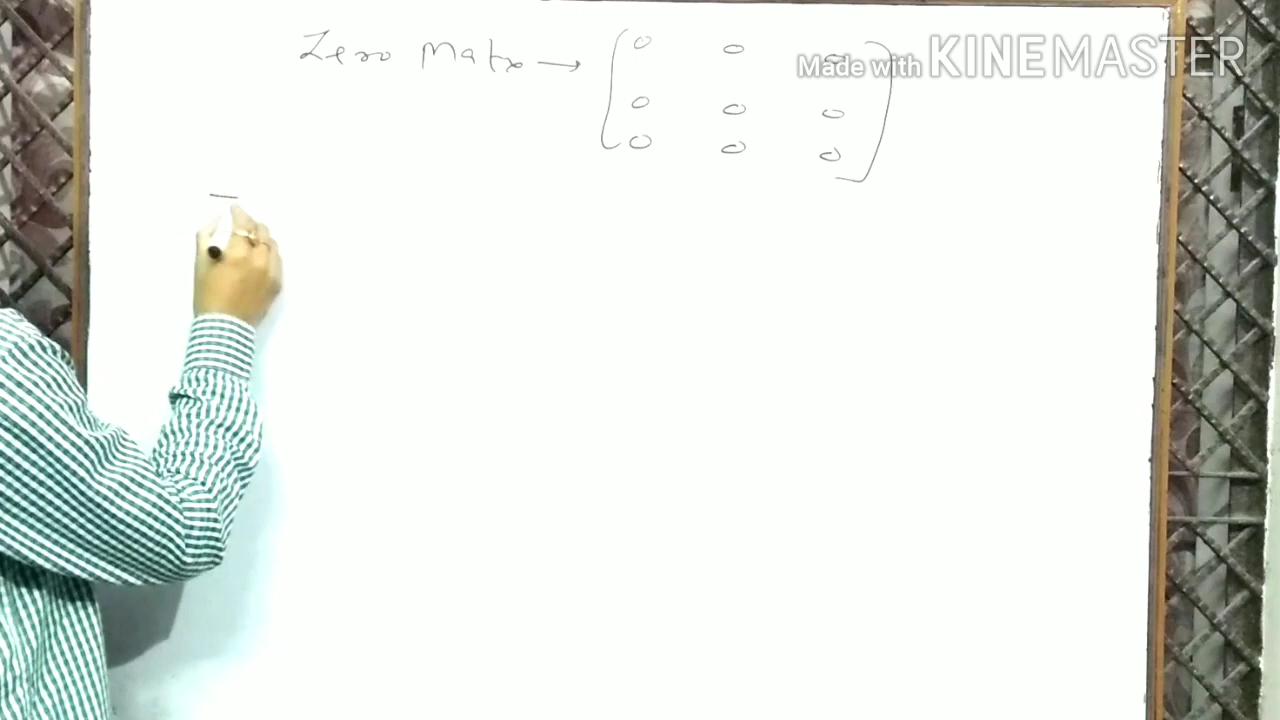 Zero Matrix → [0 0 0
0 0 0
0 0 0]
Made with KINEMASTER